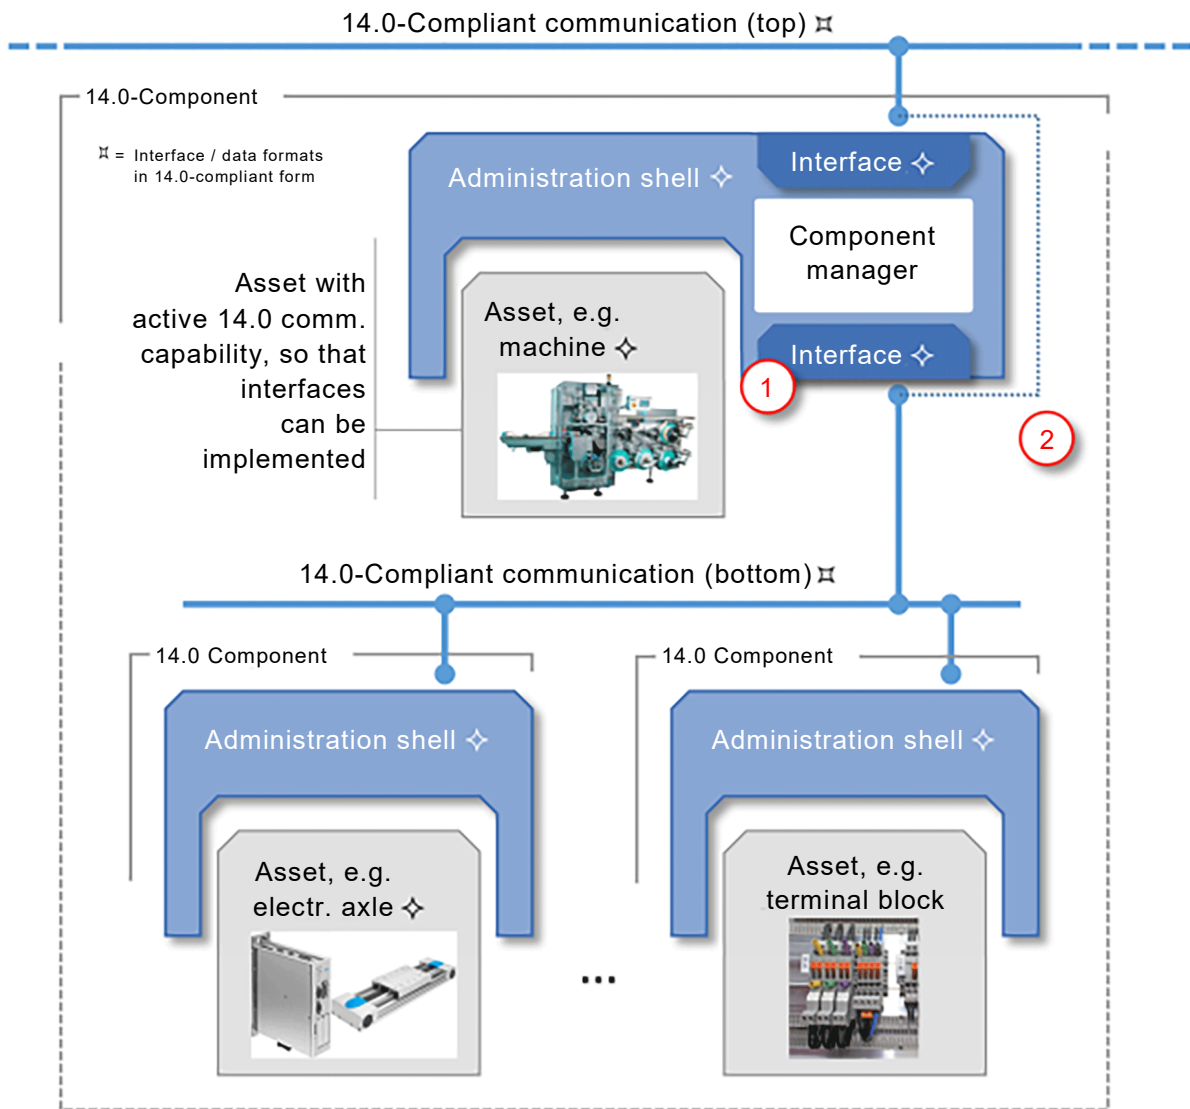 14.0-Compliant communication (top) ¤
14.0-Component
¤ = Interface / data formats
in 14.0-compliant form
Administration shell ✧
Interface ✧
Component
manager
Interface ✧
Asset with
active 14.0 comm.
capability, so that
interfaces
can be
implemented
Asset, e.g.
machine ✧
1
2
14.0-Compliant communication (bottom) ¤
14.0 Component
14.0 Component
Administration shell ✧
Administration shell ✧
Asset, e.g.
electr. axle ✧
...
Asset, e.g.
terminal block